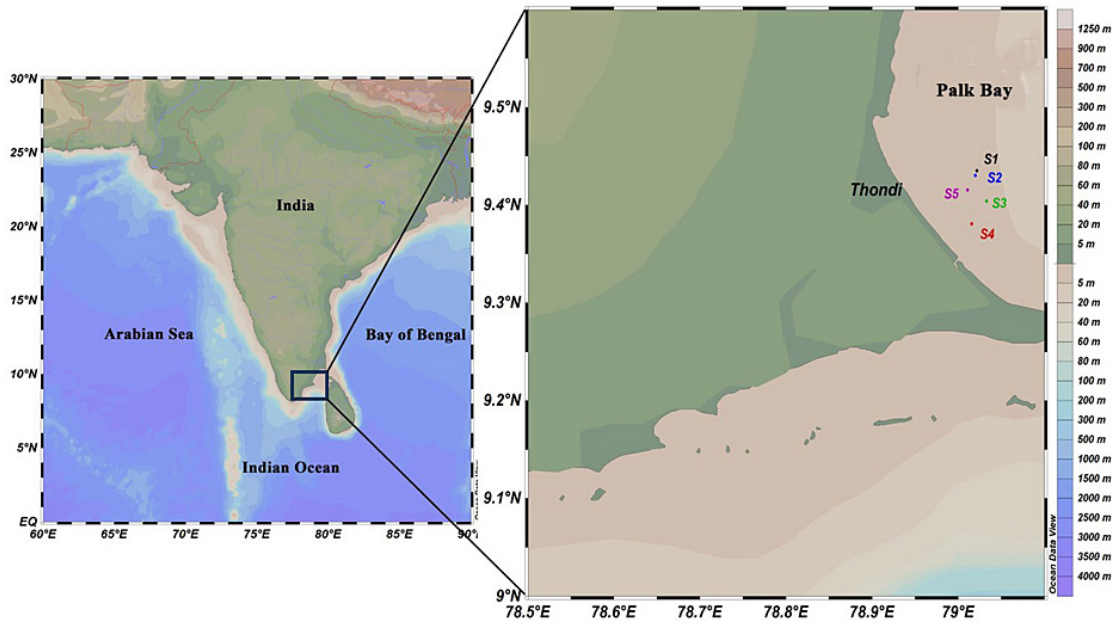 30°N
25°N
20°N
15°N
10°N
5°N
EQ
60°E
65°E
70°E
75°E
80°E
85°E
India
Arabian Sea
Bay of Bengal
Indian Ocean
9.5°N
9.4°N
9.3°N
9.2°N
9.1°N
9°N
78.5°E
78.6°E
78.7°E
78.8°E
78.9°E
79°E
Palk Bay
Thondi
S1
S2
S5
S3
S4
Ocean Data View
1250 m
900 m
700 m
500 m
300 m
200 m
100 m
80 m
60 m
40 m
20 m
5 m
5 m
20 m
40 m
60 m
80 m
100 m
200 m
300 m
500 m
1000 m
1500 m
2000 m
2500 m
3000 m
3500 m
4000 m